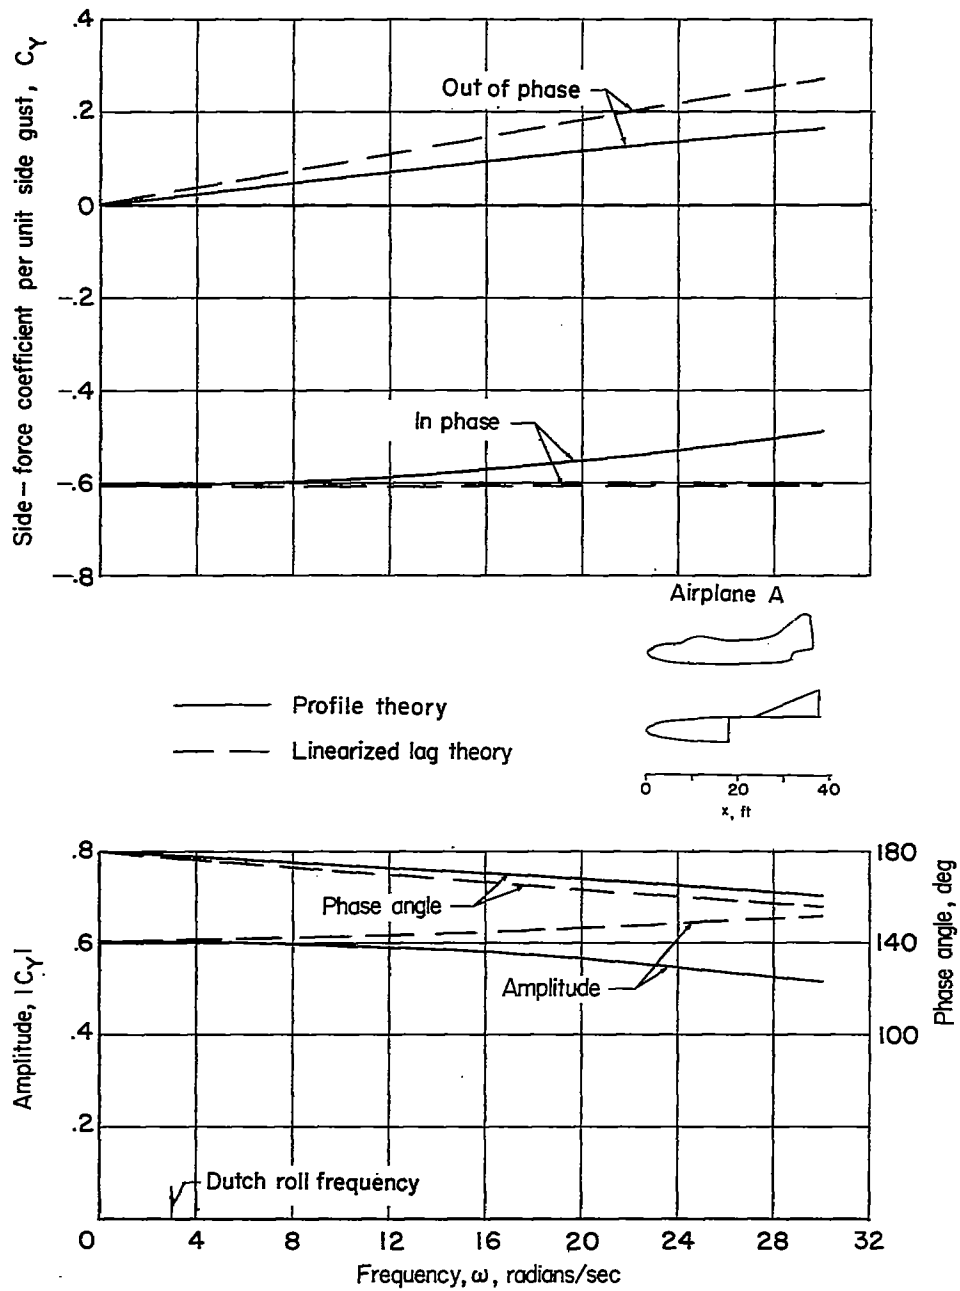 Side-force coefficient per unit side gust, CY
.4
.2
0
-.2
-.4
-.6
-.8
Out of phase
In phase
Airplane A
Profile theory
Linearized lag theory
0 20 40
x, ft
Amplitude, |CY|
.8
.6
.4
.2
0
Phase angle
Amplitude
Dutch roll frequency
180
140
100
Phase angle, deg
4 8 12 16 20 24 28 32
Frequency, ω, radians/sec